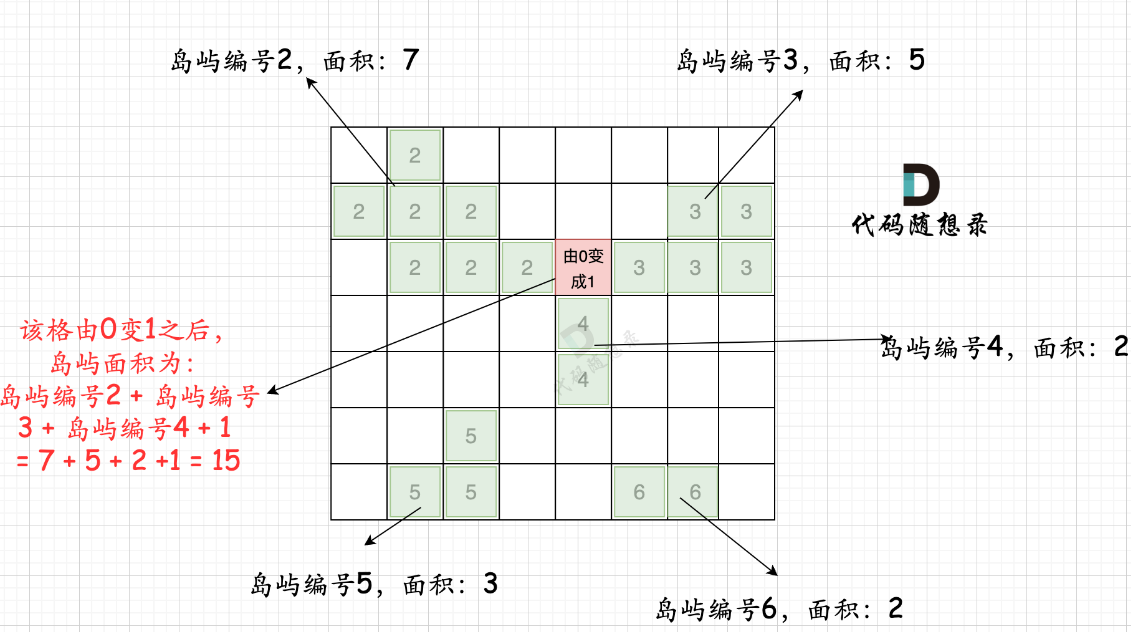 岛屿编号2，面积：7
岛屿编号3，面积：5
2
2 2 2 3 3
代码随想录
2 2 2 由0变
成1 3 3 3
4
代码随想录
4
该格由0变1之后，
岛屿面积为：
岛屿编号2 + 岛屿编号
3 + 岛屿编号4 + 1
= 7 + 5 + 2 +1 = 15
岛屿编号4，面积：2
5
5 5 6 6
岛屿编号5，面积：3
岛屿编号6，面积：2